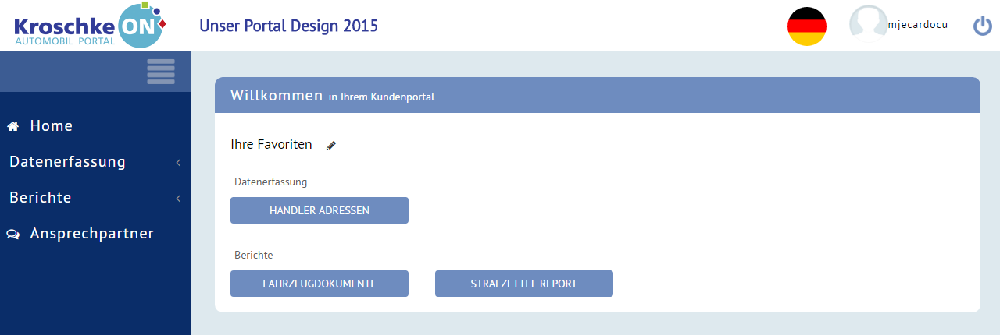 Kroschke ON
AUTOMOBIL PORTAL
Unser Portal Design 2015
mjecardocu
Home
Datenerfassung
Berichte
Ansprechpartner
Willkommen in Ihrem Kundenportal
Ihre Favoriten
Datenerfassung
HÄNDLER ADRESSEN
Berichte
FAHRZEUGDOKUMENTE STRAFZETTEL REPORT